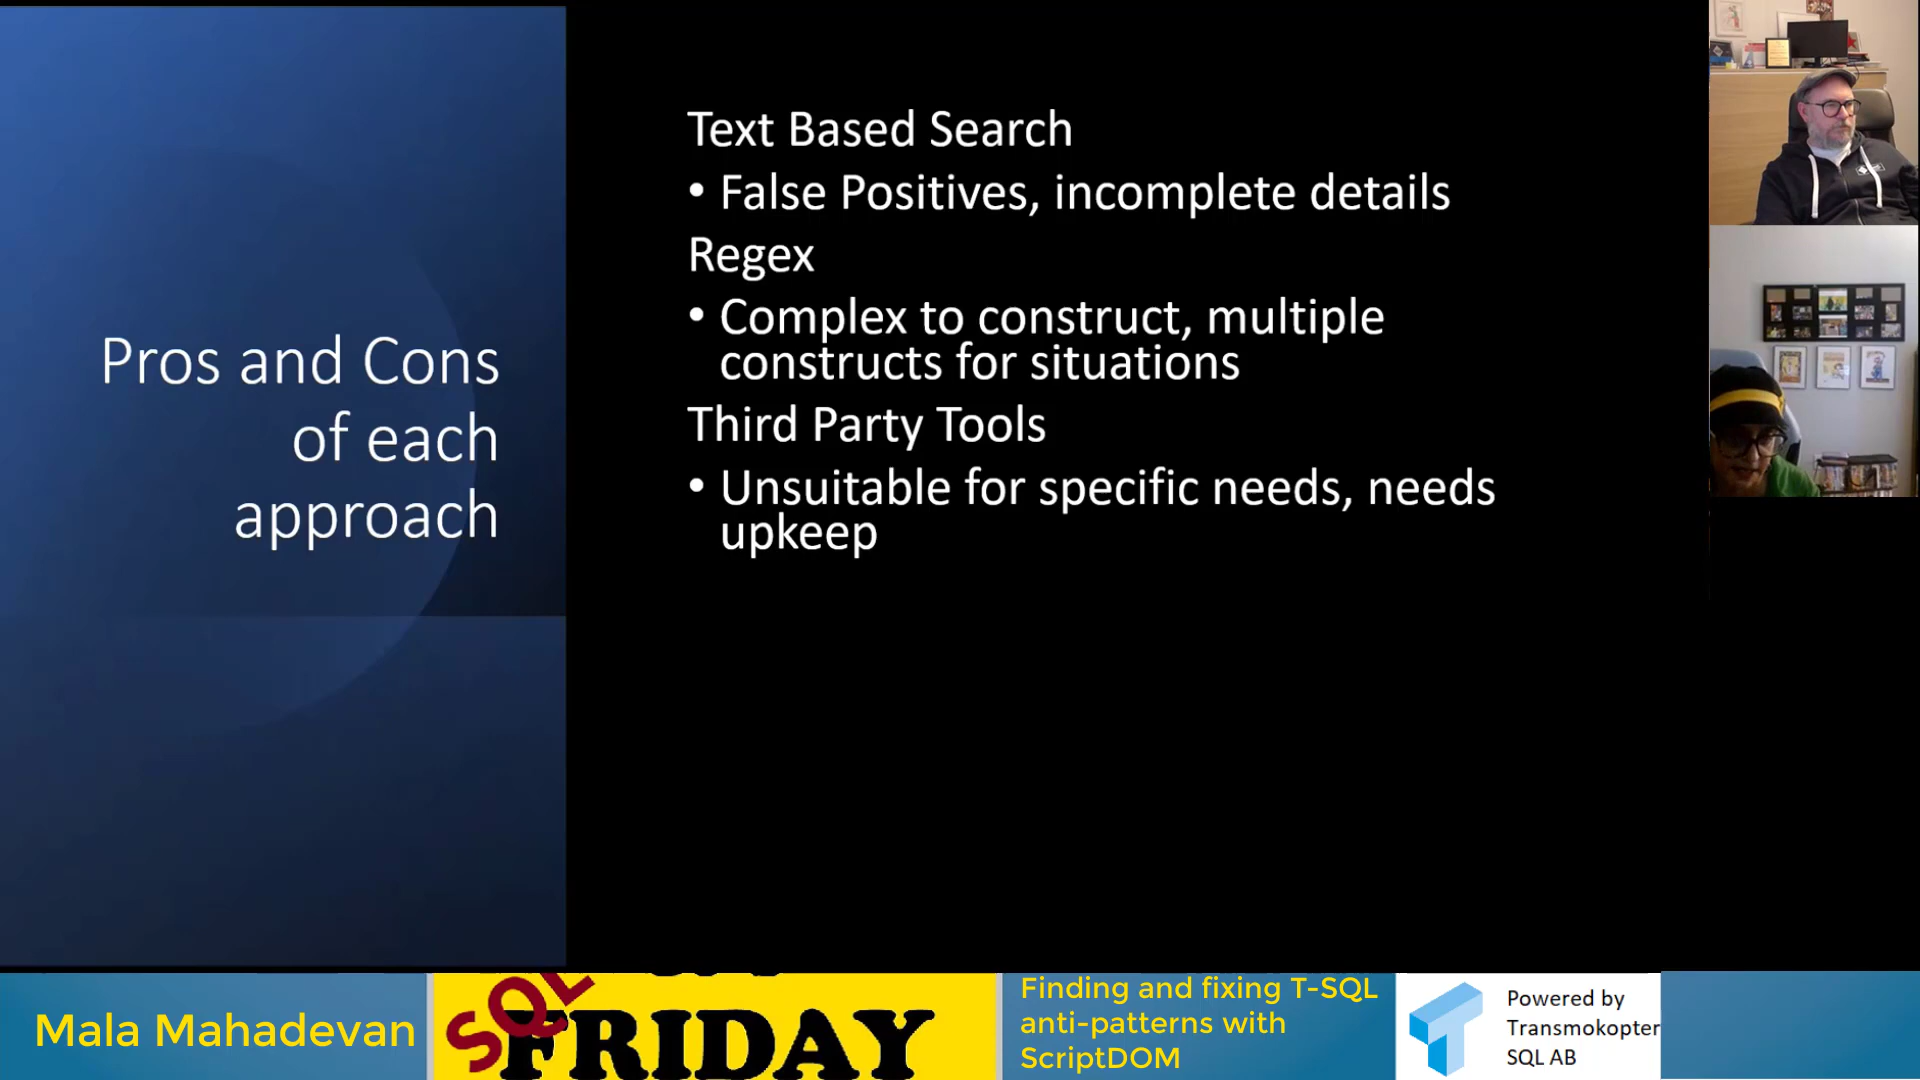 Pros and Cons
of each
approach
Text Based Search
• False Positives, incomplete details
Regex
• Complex to construct, multiple
constructs for situations
Third Party Tools
• Unsuitable for specific needs, needs
upkeep
Mala Mahadevan
SQL
FRIDAY
Finding and fixing T-SQL
anti-patterns with
ScriptDOM
Powered by
Transmokopter
SQL AB